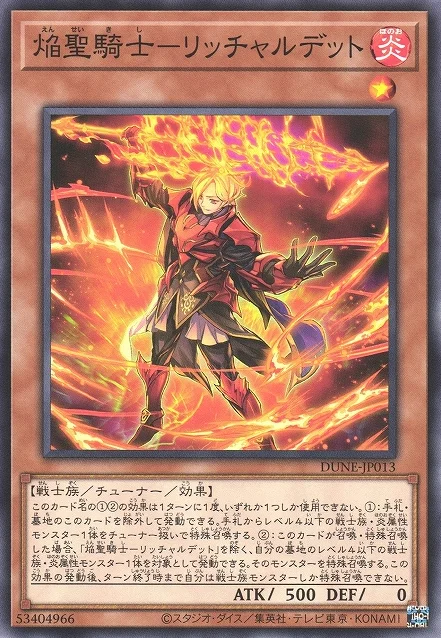 焔聖騎士－リッチャルデット
炎
DUNE-JP013
【戦士族／チューナー／効果】
このカード名の①②の効果は1ターンに1度、いずれか1つしか使用できない。①：手札・
墓地のこのカードを除外して発動できる。手札からレベル4以下の戦士族・炎属性
モンスター1体をチューナー扱いで特殊召喚する。②：このカードが召喚・特殊召喚
した場合、「焔聖騎士－リッチャルデット」を除く、自分の墓地のレベル4以下の戦士
族・炎属性モンスター1体を対象として発動できる。そのモンスターを特殊召喚する。この
効果の発動後、ターン終了時まで自分は戦士族モンスターしか特殊召喚できない。
ATK/ 500 DEF/ 0
53404966
©スタジオ・ダイス／集英社・テレビ東京・KONAMI